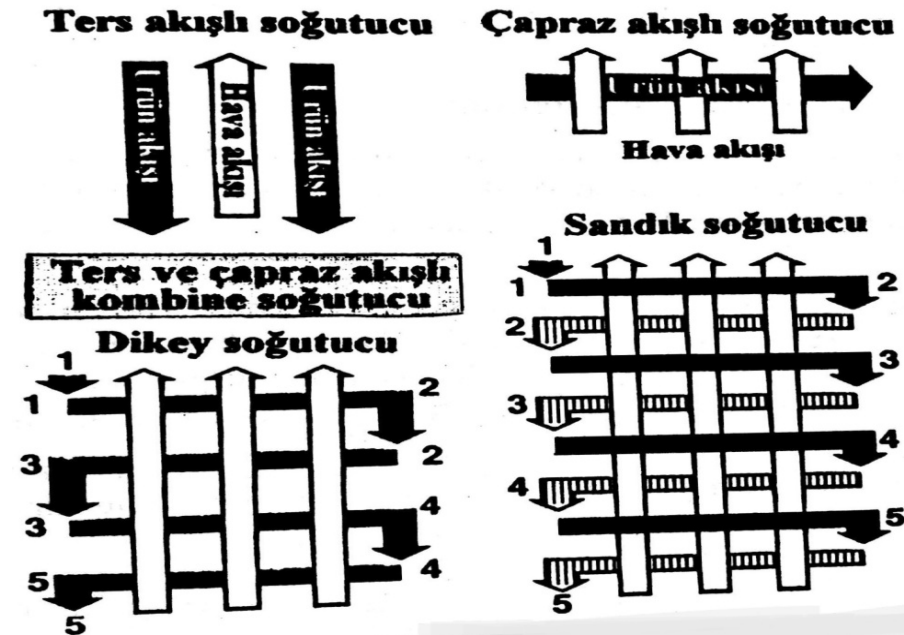 Ters akışlı soğutucu
Ürün akışı
Hava akışı
Ürün akışı
Çapraz akışlı soğutucu
Ürün akısı
Hava akışı
Ters ve çapraz akışlı
kombine soğutucu
Dikey soğutucu
1
1
2
3
2
3
4
5
4
5
Sandık soğutucu
1
1
2
2
3
3
4
4
5
5